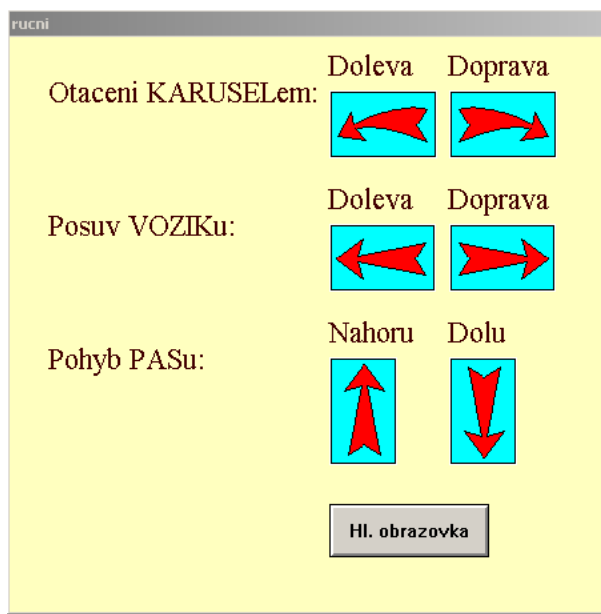 rucni
Doleva Doprava
Otaceni KARUSELem:
Doleva Doprava
Posuv VOZIKu:
Nahoru Dolu
Pohyb PASu:
Hl. obrazovka